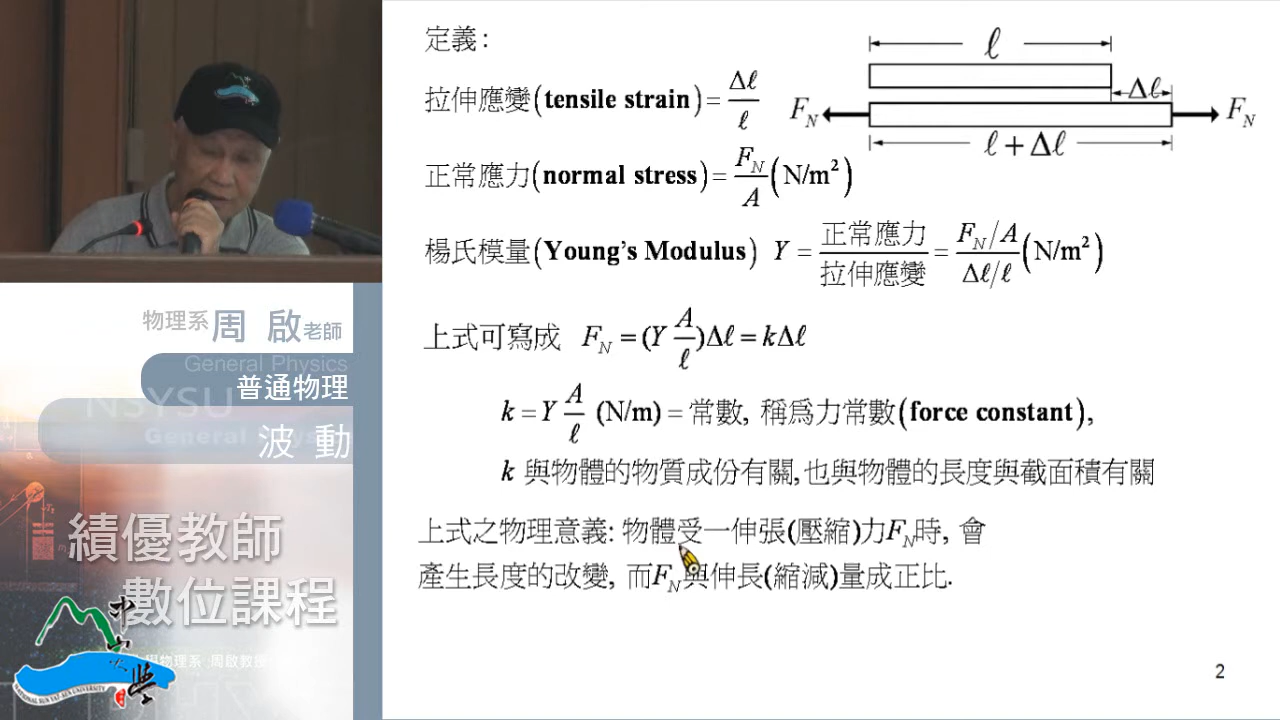 定義:
ℓ
拉伸應變(tensile strain)= Δℓ/ℓ
Δℓ
F_N F_N
ℓ+Δℓ
正常應力(normal stress)= F_N/A (N/m²)
楊氏模量(Young's Modulus) Y = 正常應力/拉伸應變 = F_N/A / Δℓ/ℓ (N/m²)
上式可寫成 F_N = (Y A/ℓ)Δℓ = kΔℓ
k = Y A/ℓ (N/m) = 常數, 稱為力常數(force constant),
k 與物體的物質成份有關,也與物體的長度與截面積有關
上式之物理意義: 物體受一伸張(壓縮)力F_N時, 會
產生長度的改變, 而F_N與伸長(縮減)量成正比.
2
物理系周 啟老師
General Physics
普通物理
NSYSU
波 動
績優教師
數位課程
NATIONAL SUN YAT-SEN UNIVERSITY